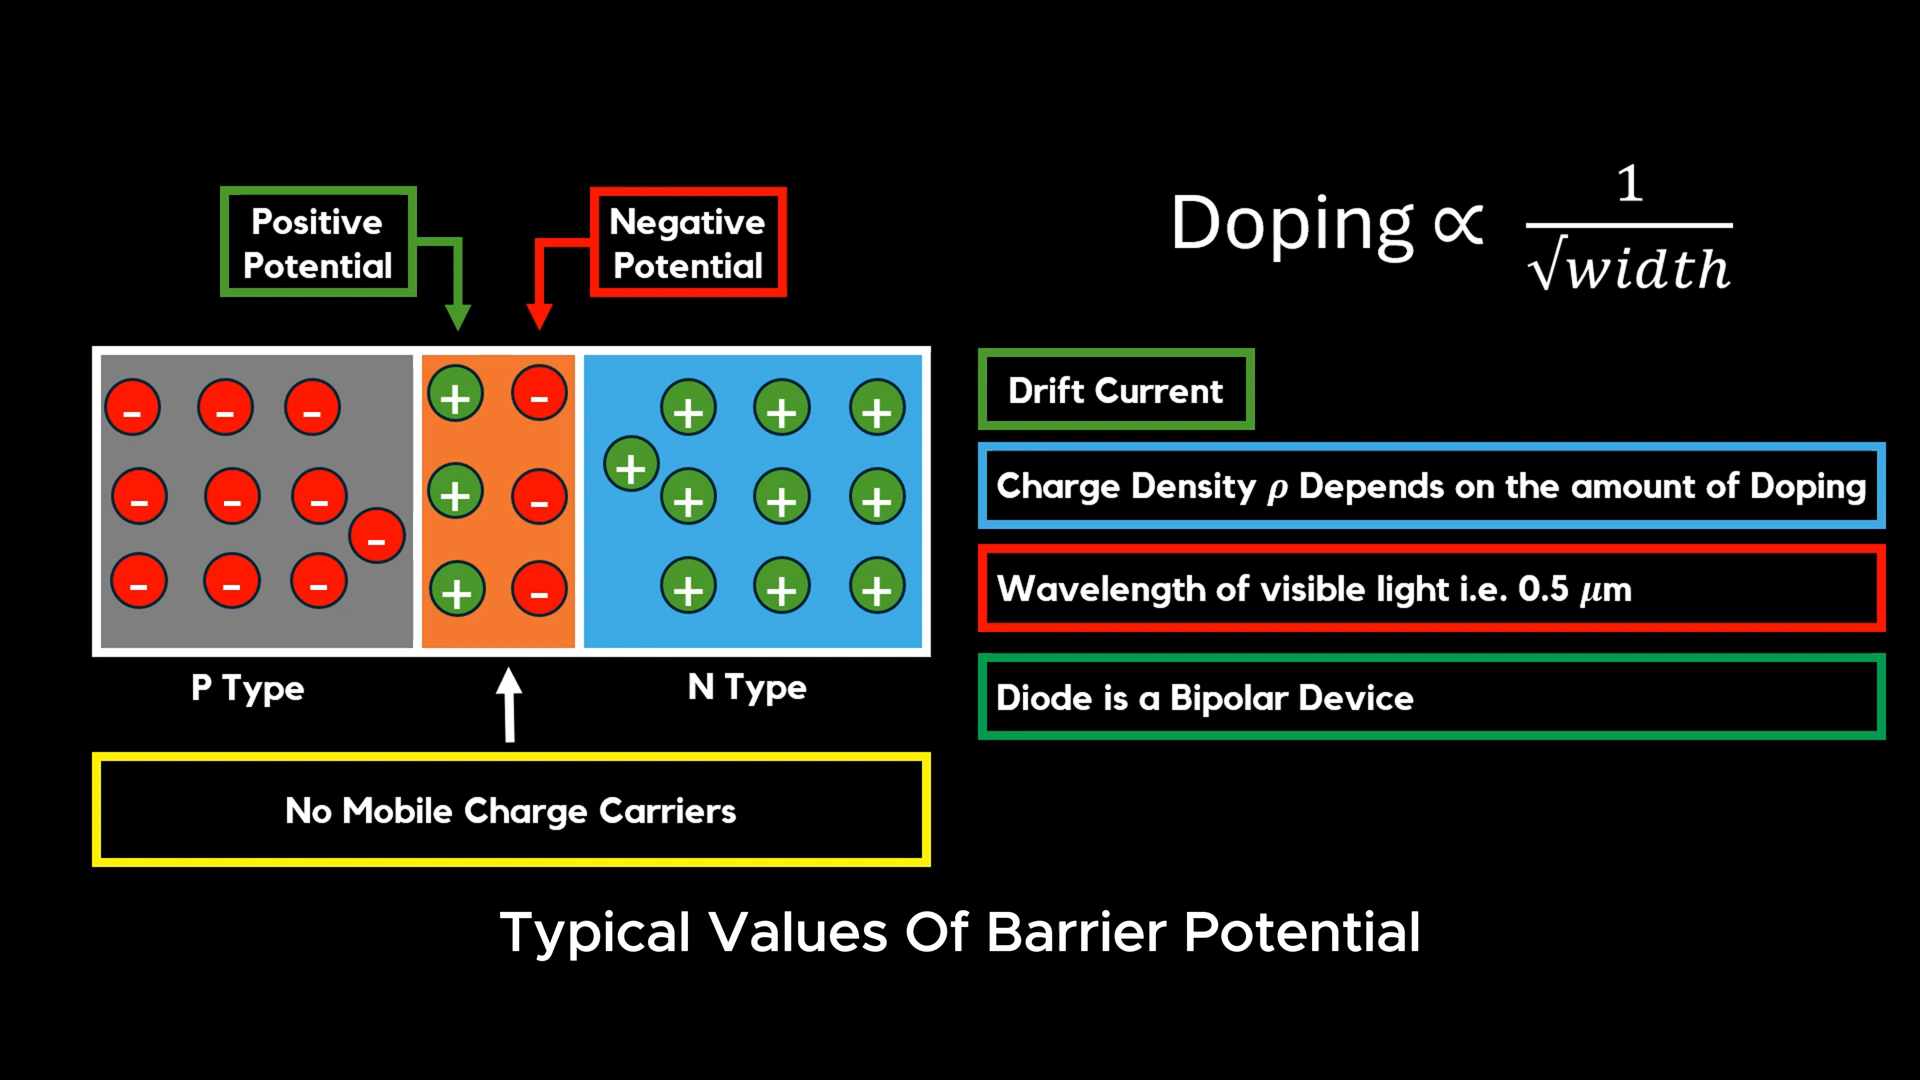 Positive
Potential
Negative
Potential
Doping ∝ 1
√width
- - - + - + + +
- - - - + - + + + +
- - - + - + + +
P Type
N Type
No Mobile Charge Carriers
Drift Current
Charge Density ρ Depends on the amount of Doping
Wavelength of visible light i.e. 0.5 μm
Diode is a Bipolar Device
Typical Values Of Barrier Potential